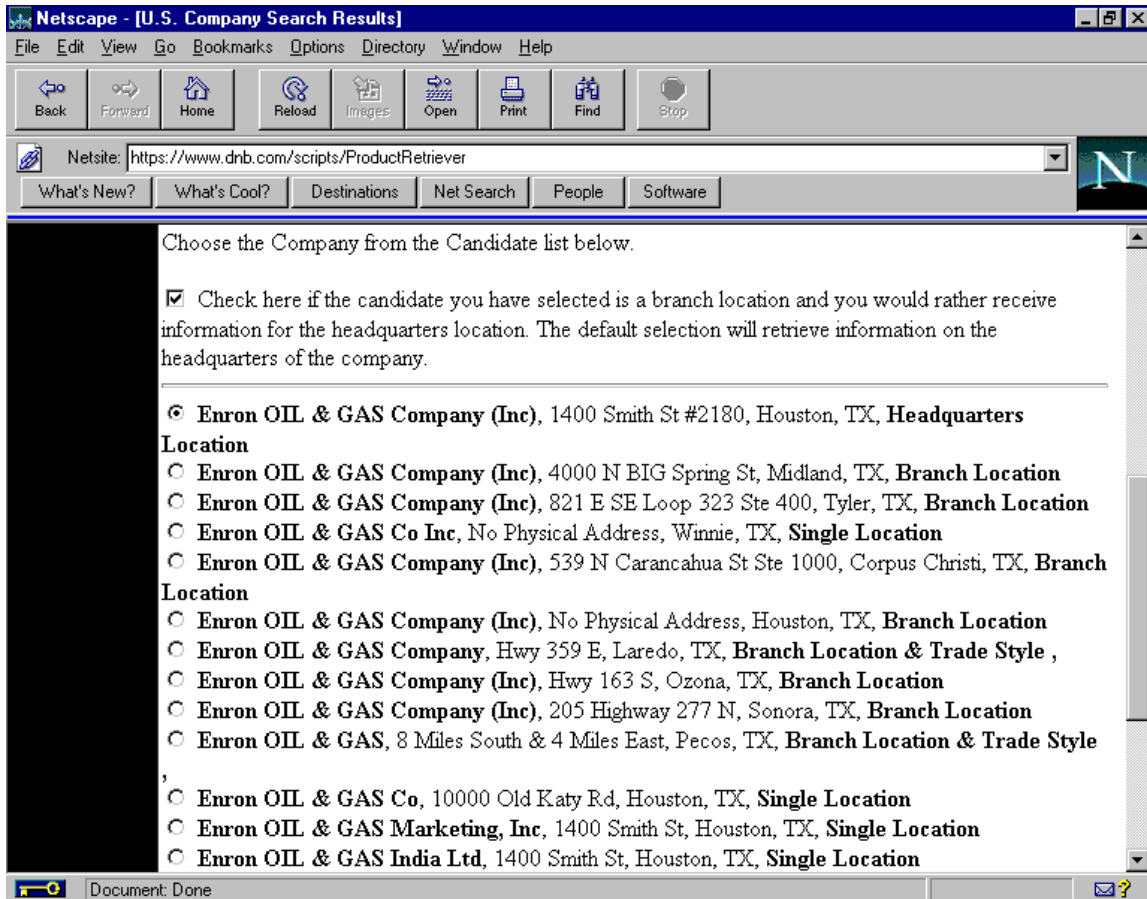 Netscape - [U.S. Company Search Results]
File Edit View Go Bookmarks Options Directory Window Help
Back Forward Home Reload Images Open Print Find Stop
Netsite: https://www.dnb.com/scripts/ProductRetriever
N
What's New? What's Cool? Destinations Net Search People Software
Choose the Company from the Candidate list below.
Check here if the candidate you have selected is a branch location and you would rather receive
information for the headquarters location. The default selection will retrieve information on the
headquarters of the company.
Enron OIL & GAS Company (Inc), 1400 Smith St #2180, Houston, TX, Headquarters
Location
Enron OIL & GAS Company (Inc), 4000 N BIG Spring St, Midland, TX, Branch Location
Enron OIL & GAS Company (Inc), 821 E SE Loop 323 Ste 400, Tyler, TX, Branch Location
Enron OIL & GAS Co Inc, No Physical Address, Winnie, TX, Single Location
Enron OIL & GAS Company (Inc), 539 N Carancahua St Ste 1000, Corpus Christi, TX, Branch
Location
Enron OIL & GAS Company (Inc), No Physical Address, Houston, TX, Branch Location
Enron OIL & GAS Company, Hwy 359 E, Laredo, TX, Branch Location & Trade Style ,
Enron OIL & GAS Company (Inc), Hwy 163 S, Ozona, TX, Branch Location
Enron OIL & GAS Company (Inc), 205 Highway 277 N, Sonora, TX, Branch Location
Enron OIL & GAS, 8 Miles South & 4 Miles East, Pecos, TX, Branch Location & Trade Style
,
Enron OIL & GAS Co, 10000 Old Katy Rd, Houston, TX, Single Location
Enron OIL & GAS Marketing, Inc, 1400 Smith St, Houston, TX, Single Location
Enron OIL & GAS India Ltd, 1400 Smith St, Houston, TX, Single Location
Document: Done